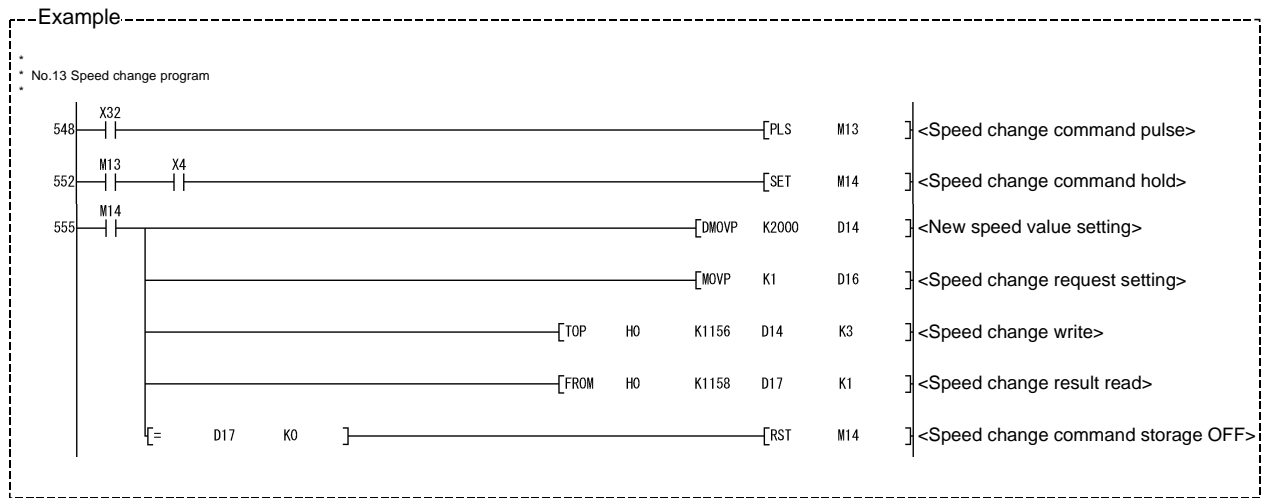 Example
*
* No.13 Speed change program
*
X32
548 PLS M13 <Speed change command pulse>
M13 X4
552 SET M14 <Speed change command hold>
M14
555 DMOVP K2000 D14 <New speed value setting>
MOVP K1 D16 <Speed change request setting>
TOP H0 K1156 D14 K3 <Speed change write>
FROM H0 K1158 D17 K1 <Speed change result read>
= D17 K0 RST M14 <Speed change command storage OFF>